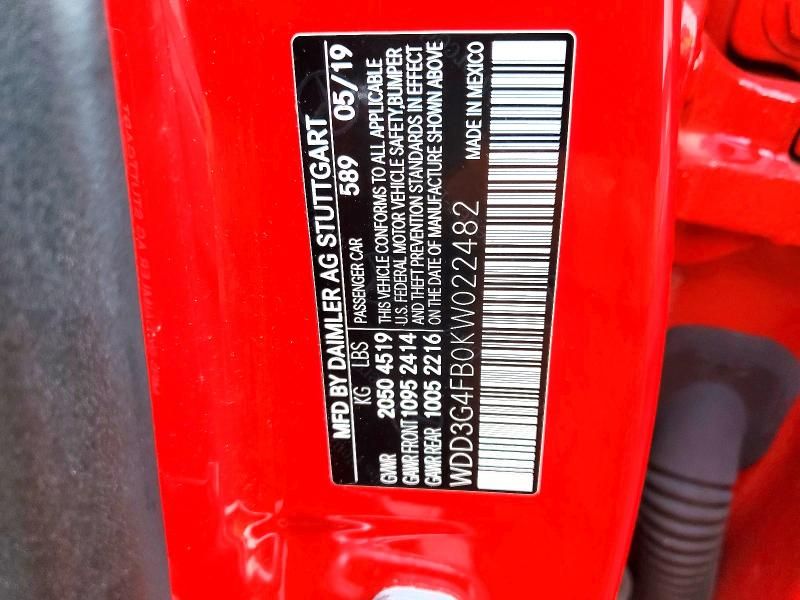 MFD BY DAIMLER AG STUTTGART
589 05/19
KG LBS
GVWR 2050 4519
GAWR FRONT 1095 2414
GAWR REAR 1005 2216
PASSENGER CAR
THIS VEHICLE CONFORMS TO ALL APPLICABLE
U.S. FEDERAL MOTOR VEHICLE SAFETY,BUMPER
AND THEFT PREVENTION STANDARDS IN EFFECT
ON THE DATE OF MANUFACTURE SHOWN ABOVE
WDD3G4FB0KW022482
MADE IN MEXICO